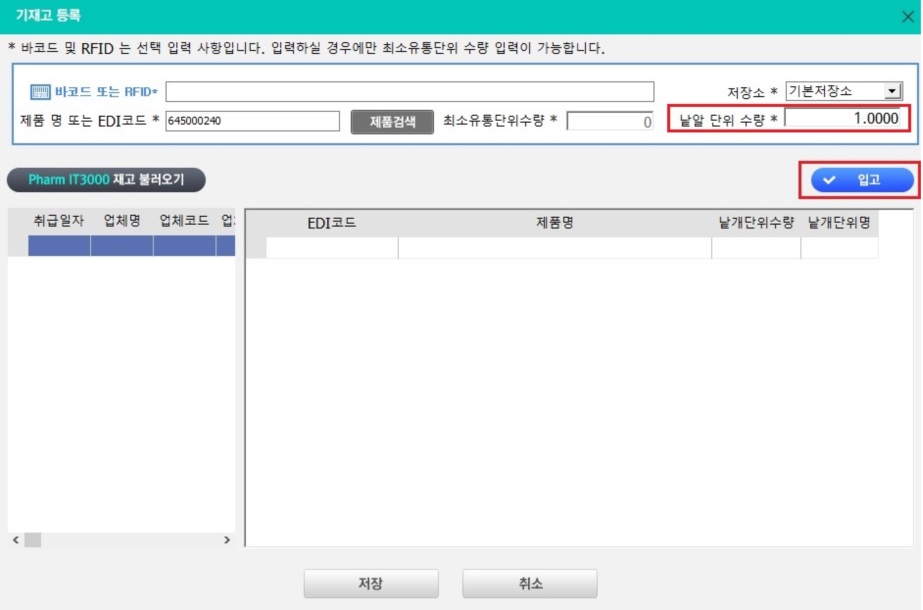 기재고 등록
* 바코드 및 RFID 는 선택 입력 사항입니다. 입력하실 경우에만 최소유통단위 수량 입력이 가능합니다.
바코드 또는 RFID* 저장소 * 기본저장소
제품 명 또는 EDI코드 * 645000240 제품검색 최소유통단위수량 * 0 낱알 단위 수량 * 1.0000
Pharm IT3000 재고 불러오기 입고
취급일자 업체명 업체코드 업 EDI코드 제품명 낱개단위수량 낱개단위명
저장 취소